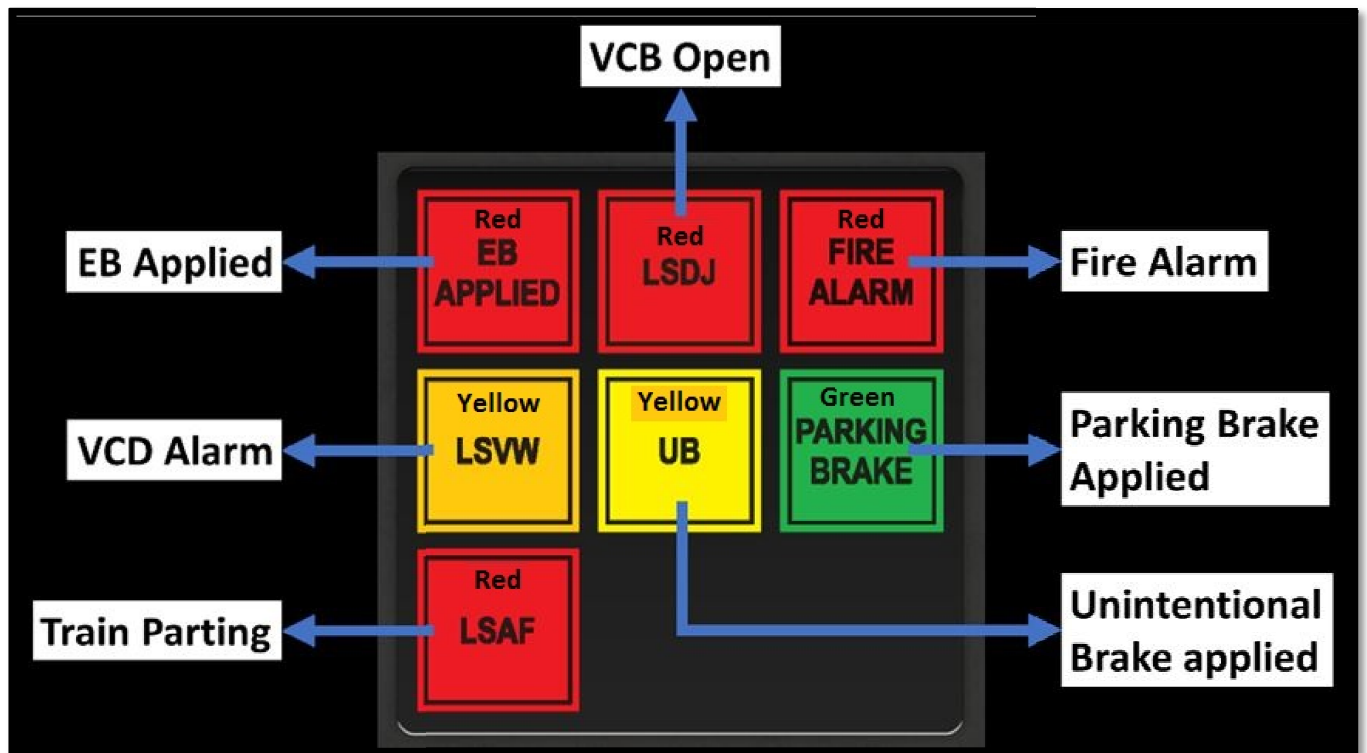 VCB Open
EB Applied
Red
EB
APPLIED
Red
LSDJ
Red
FIRE
ALARM
Fire Alarm
VCD Alarm
Yellow
LSVW
Yellow
UB
Green
PARKING
BRAKE
Parking Brake
Applied
Train Parting
Red
LSAF
Unintentional
Brake applied